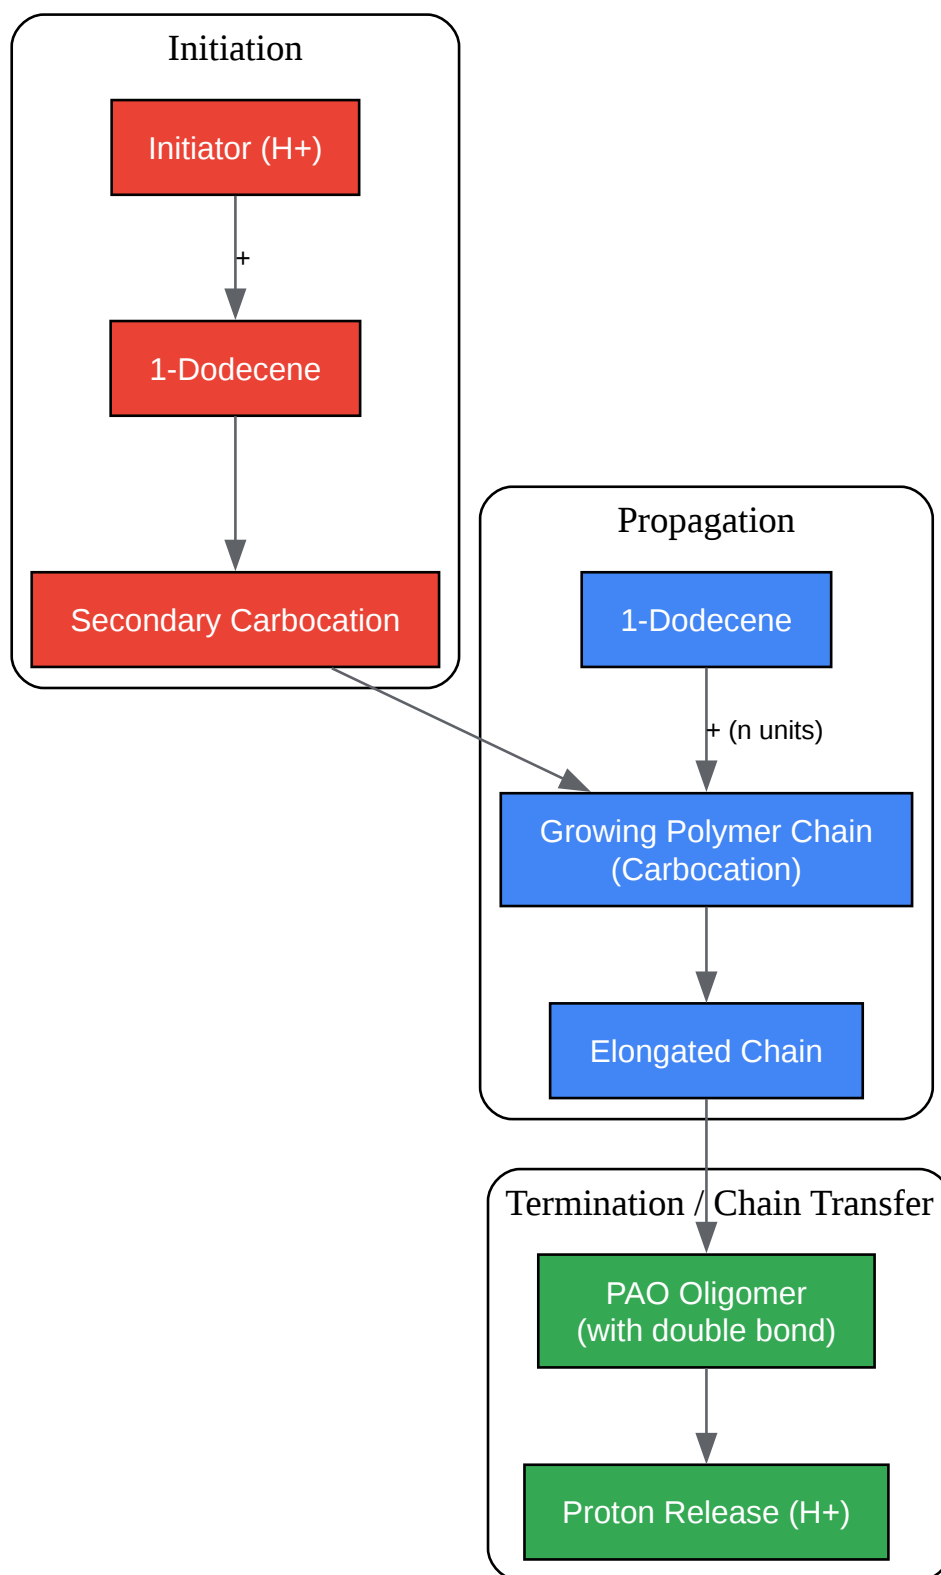 Initiation
Initiator (H+)
+
1-Dodecene
Secondary Carbocation
Propagation
1-Dodecene
+ (n units)
Growing Polymer Chain
(Carbocation)
Elongated Chain
Termination / Chain Transfer
PAO Oligomer
(with double bond)
Proton Release (H+)